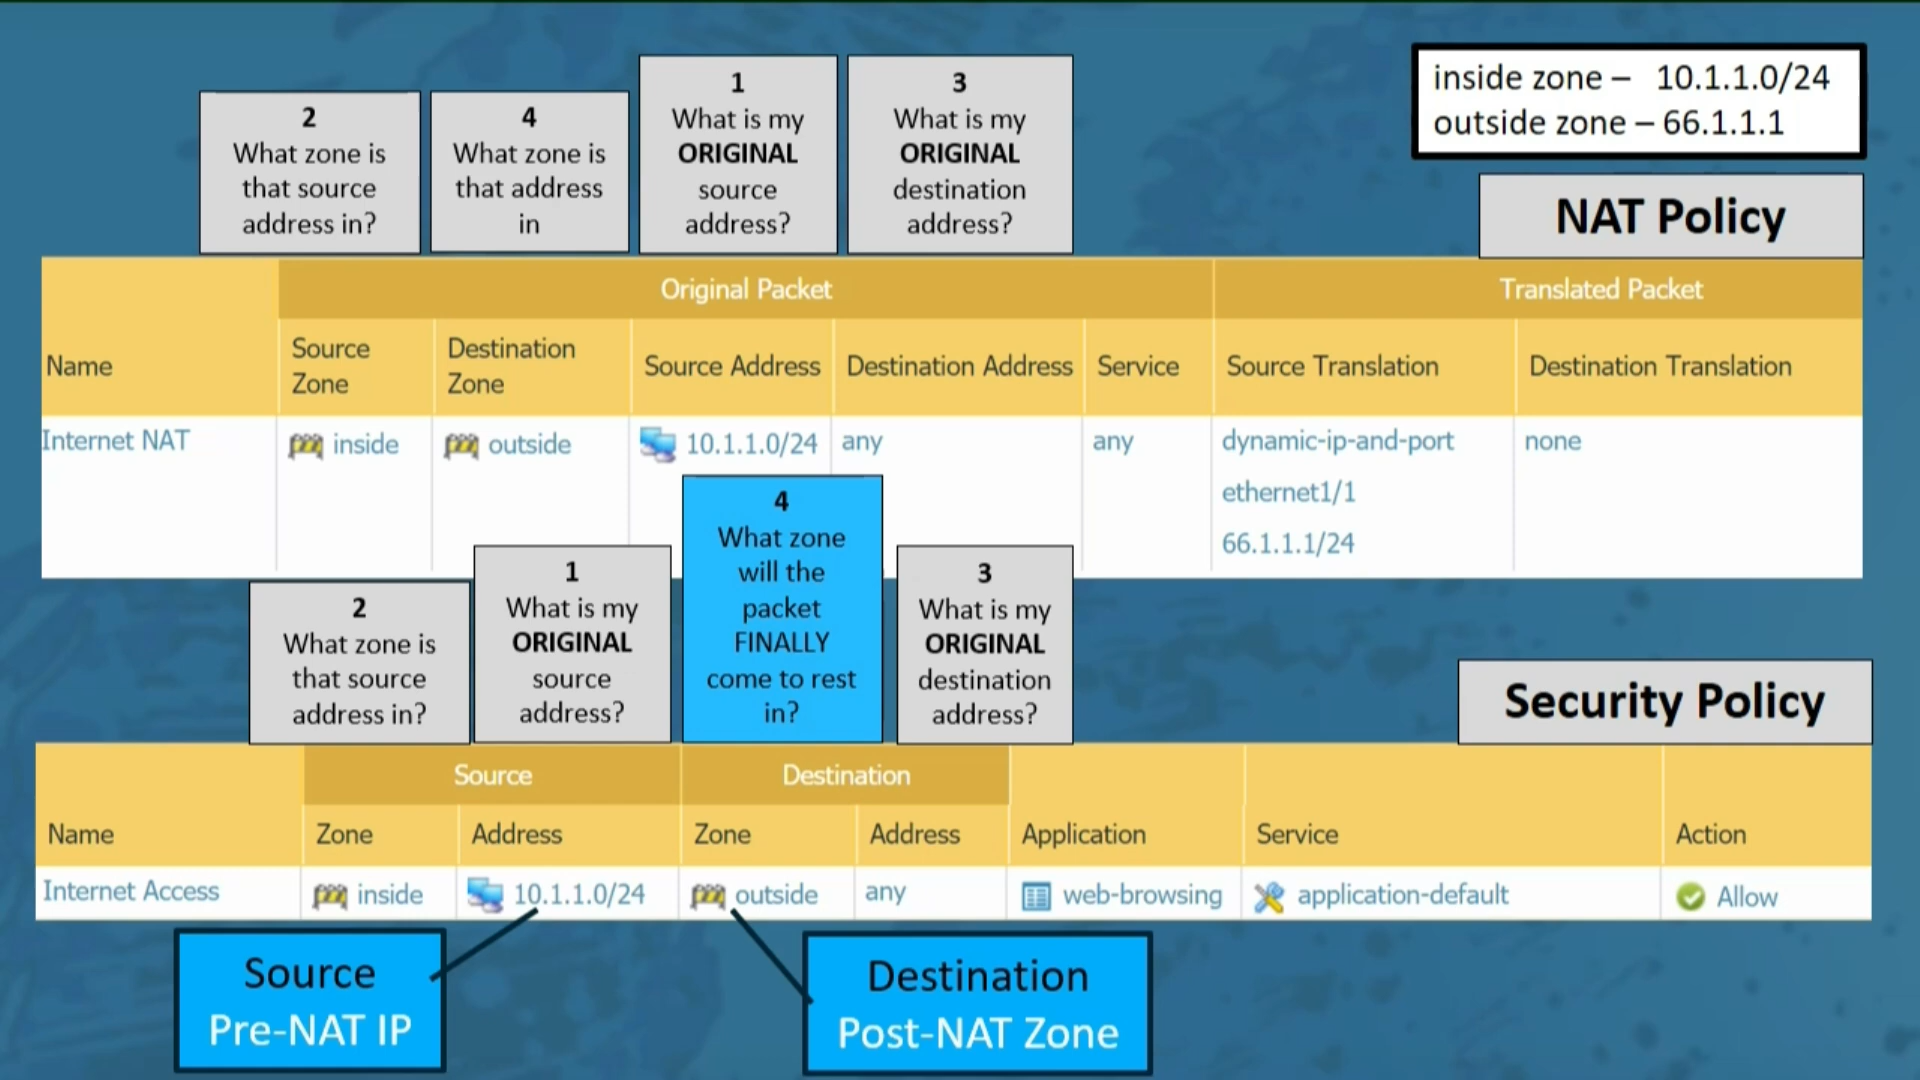 2
What zone is
that source
address in?
4
What zone is
that address
in
1
What is my
ORIGINAL
source
address?
3
What is my
ORIGINAL
destination
address?
inside zone – 10.1.1.0/24
outside zone – 66.1.1.1
NAT Policy
Original Packet
Translated Packet
Name
Source
Zone
Destination
Zone
Source Address
Destination Address
Service
Source Translation
Destination Translation
Internet NAT
inside
outside
10.1.1.0/24
any
any
dynamic-ip-and-port
ethernet1/1
66.1.1.1/24
none
2
What zone is
that source
address in?
1
What is my
ORIGINAL
source
address?
4
What zone
will the
packet
FINALLY
come to rest
in?
3
What is my
ORIGINAL
destination
address?
Security Policy
Source
Destination
Name
Zone
Address
Zone
Address
Application
Service
Action
Internet Access
inside
10.1.1.0/24
outside
any
web-browsing
application-default
Allow
Source
Pre-NAT IP
Destination
Post-NAT Zone